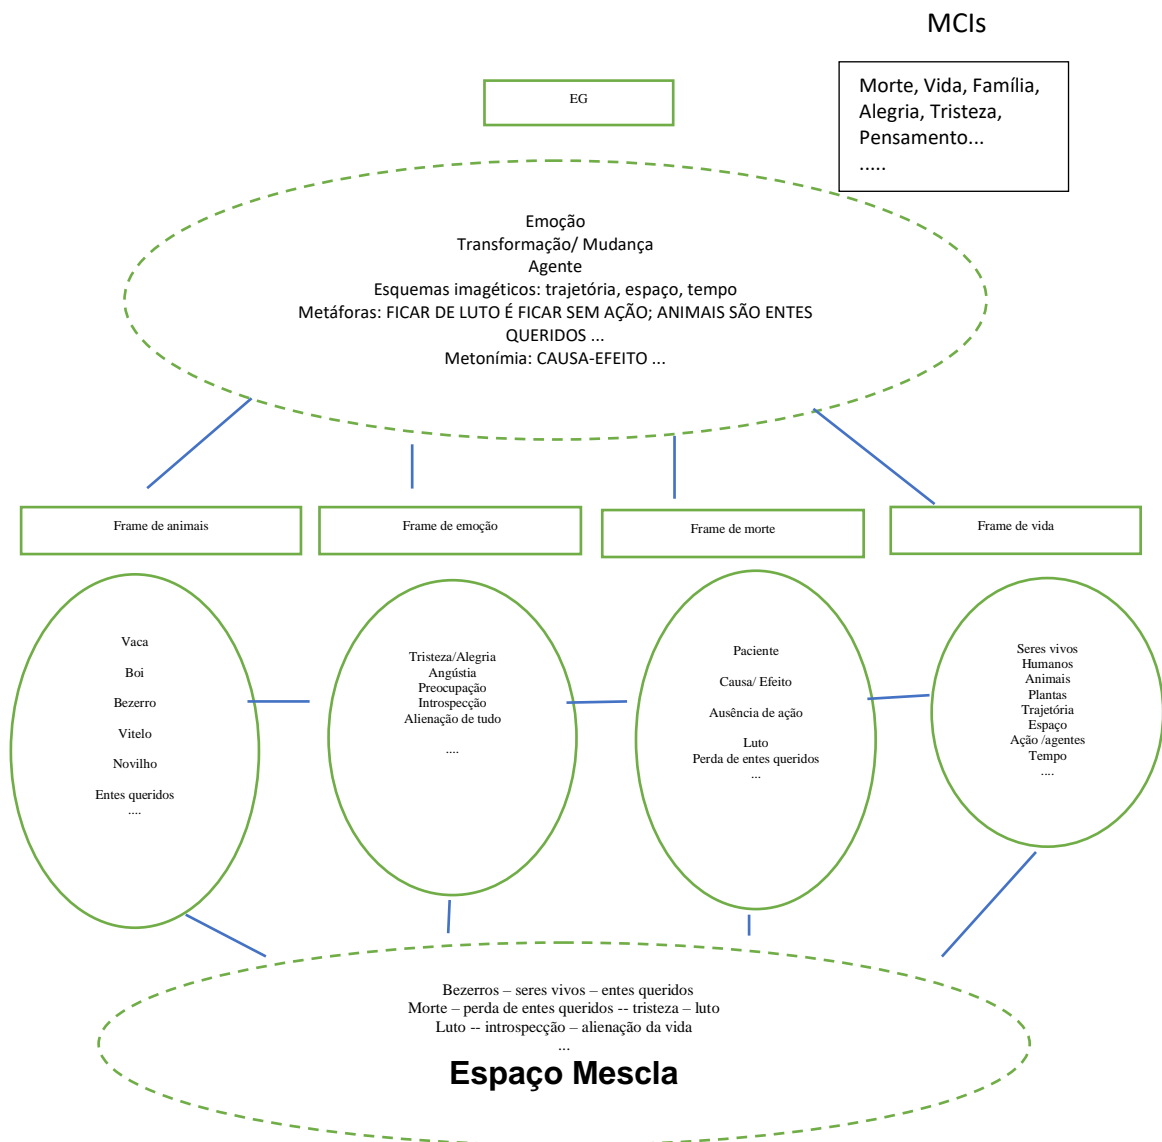 MCIs
Morte, Vida, Família,
Alegria, Tristeza,
Pensamento...
.....
EG
Emoção
Transformação/ Mudança
Agente
Esquemas imagéticos: trajetória, espaço, tempo
Metáforas: FICAR DE LUTO É FICAR SEM AÇÃO; ANIMAIS SÃO ENTES
QUERIDOS ...
Metonímia: CAUSA-EFEITO ...
Frame de animais
Frame de emoção
Frame de morte
Frame de vida
Vaca
Boi
Bezerro
Vitelo
Novilho
Entes queridos
....
Tristeza/Alegria
Angústia
Preocupação
Introspecção
Alienação de tudo
....
Paciente
Causa/ Efeito
Ausência de ação
Luto
Perda de entes queridos
...
Seres vivos
Humanos
Animais
Plantas
Trajetória
Espaço
Ação /agentes
Tempo
....
Bezerros – seres vivos – entes queridos
Morte – perda de entes queridos -- tristeza – luto
Luto -- introspecção – alienação da vida
...
Espaço Mescla